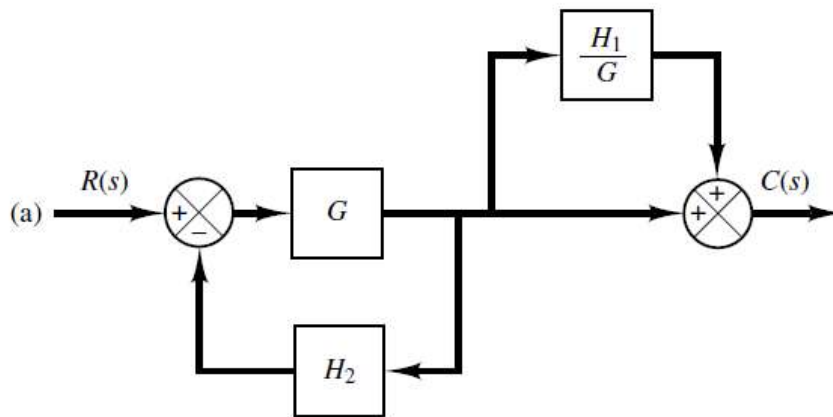 H₁
G
R(s)
C(s)
(a)
+
−
G
+
+
H₂